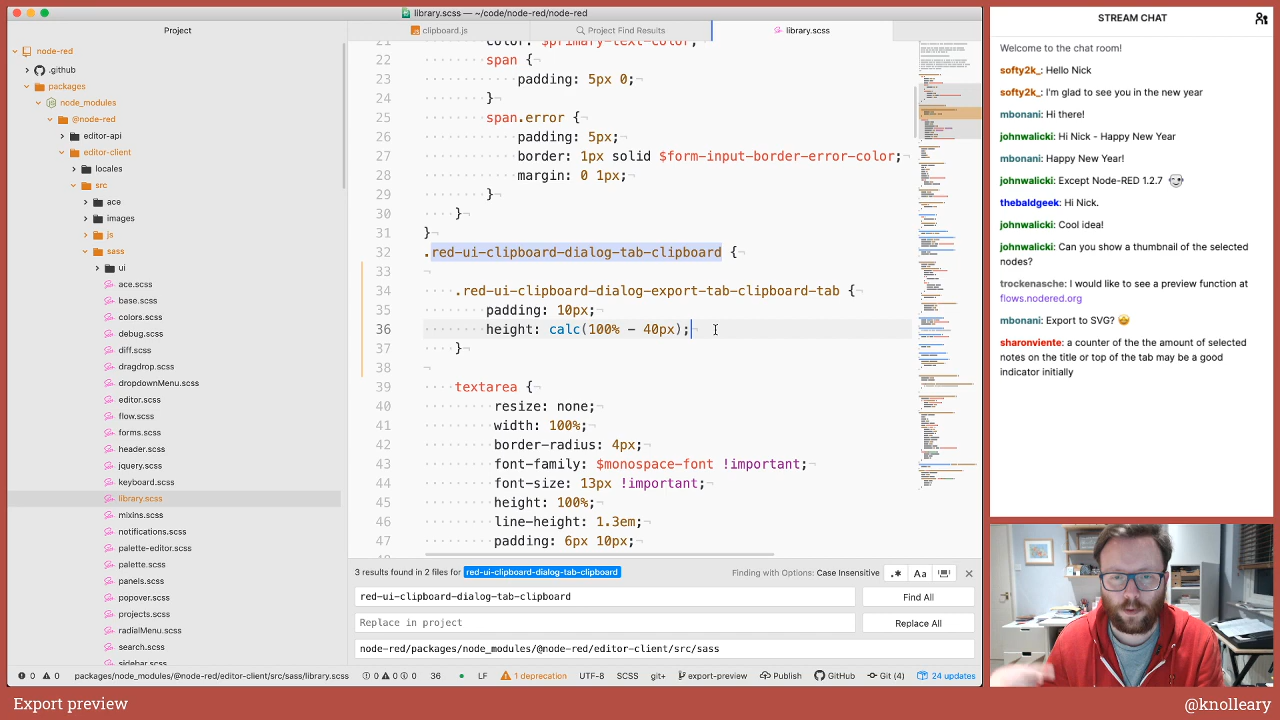 library.scss — ~/code/node-red/node-red
Project
clipboard.js
Project Find Results
library.scss
node-red
.github
packages
node_modules
@node-red
editor-api
editor-client
locales
src
ace
images
js
sass
ui
ace.scss
base.scss
colors.scss
debug.scss
diff.scss
dragdrop.scss
dropdownMenu.scss
editor.scss
flow.scss
forms.scss
header.scss
jquery.scss
keyboard.scss
library.scss
mixins.scss
notifications.scss
palette-editor.scss
palette.scss
panels.scss
popover.scss
projects.scss
radialMenu.scss
search.scss
sidebar.scss
21 color: $primary-text-color;
22 span {
23 padding: 5px 0;
24 }
25 span.error {
26 padding: 5px;
27 border: 1px solid $form-input-border-error-color;
28 margin: 0 1px;
29 }
30 }
31 }
32 .red-ui-clipboard-dialog-tab-clipboard {
33
34 .red-ui-clipboard-dialog-export-tab-clipboard-tab {
35 padding: 10px;
36 height: calc(100% - 40px);
37 }
38
39 textarea {
40 resize: none;
41 width: 100%;
42 border-radius: 4px;
43 font-family: $monospace-font !important;
44 font-size: 13px !important;
45 height: 100%;
46 line-height: 1.3em;
47 padding: 6px 10px;
3 results found in 2 files for red-ui-clipboard-dialog-tab-clipboard
Finding with Options: Case Insensitive
.*
Aa
red-ui-clipboard-dialog-tab-clipboard
Find All
Replace in project
Replace All
node-red/packages/node_modules/@node-red/editor-client/src/sass
0 0 packages/node_modules/@node-red/editor-client/src/sass/library.scss 0 0 0 36 LF 1 deprecation UTF-8 SCSS git+ export-preview Publish GitHub Git (4) 24 updates
STREAM CHAT
Welcome to the chat room!
softy2k_: Hello Nick
softy2k_: I'm glad to see you in the new year
mbonani: Hi there!
johnwalicki: Hi Nick - Happy New Year
mbonani: Happy New Year!
johnwalicki: Except Node-RED 1.2.7
thebaldgeek: Hi Nick.
johnwalicki: Cool idea!
johnwalicki: Can you show a thumbnail of the selected
nodes?
trockenasche: I would like to see a preview function at
flows.nodered.org
mbonani: Export to SVG?
sharonviente: a counter of the the amount of selected
notes on the title or top of the tab may be a good
indicator initially
Export preview
@knolleary